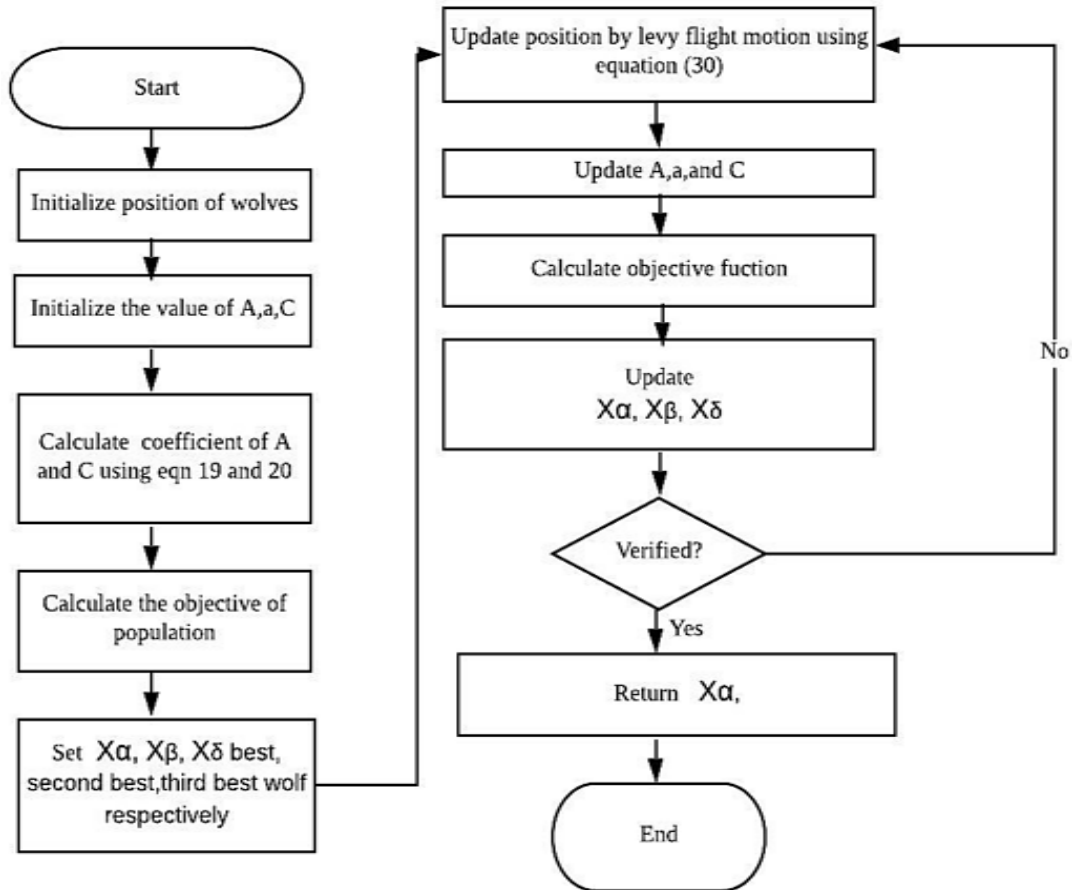 Start
Initialize position of wolves
Initialize the value of A,a,C
Calculate coefficient of A
and C using eqn 19 and 20
Calculate the objective of
population
Set Xα, Xβ, Xδ best,
second best,third best wolf
respectively
Update position by levy flight motion using
equation (30)
Update A,a,and C
Calculate objective fuction
Update
Xα, Xβ, Xδ
Verified?
No
Yes
Return Xα,
End